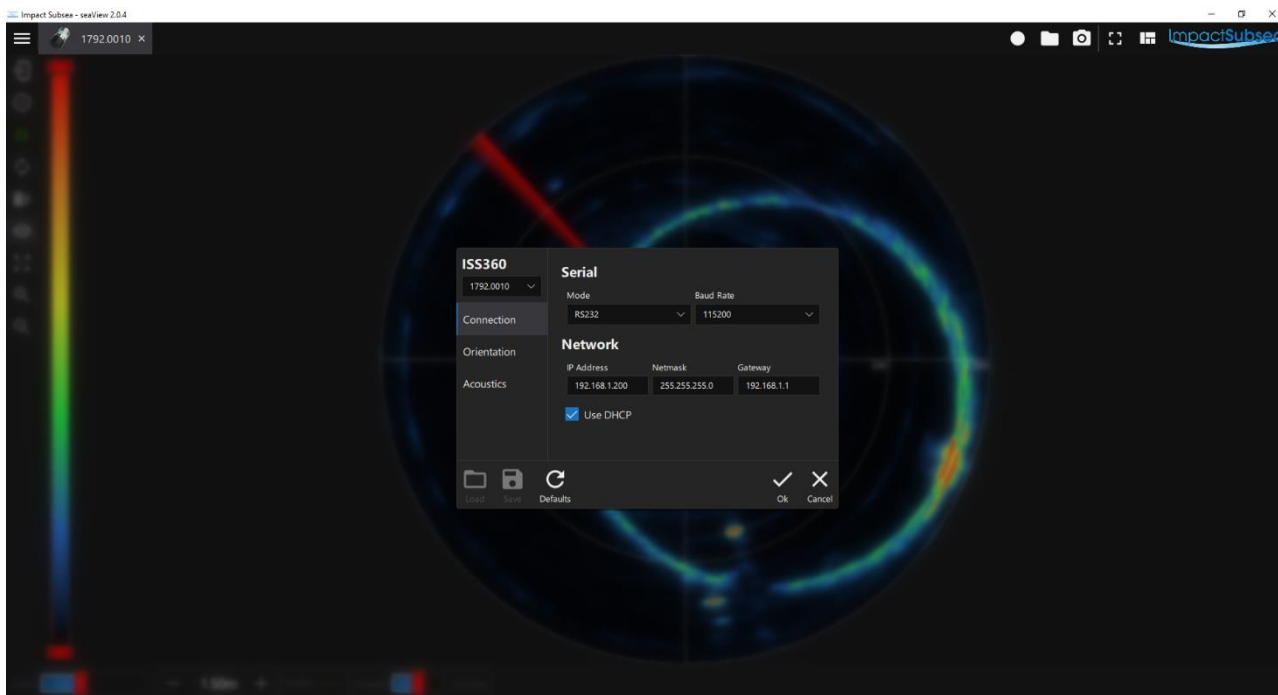 Impact Subsea - seaView 2.0.4
1792.0010 ×
ImpactSubsea
ISS360
1792.0010
Connection
Orientation
Acoustics
Serial
Mode Baud Rate
RS232 115200
Network
IP Address Netmask Gateway
192.168.1.200 255.255.255.0 192.168.1.1
Use DHCP
Load Save Defaults Ok Cancel
1.50m